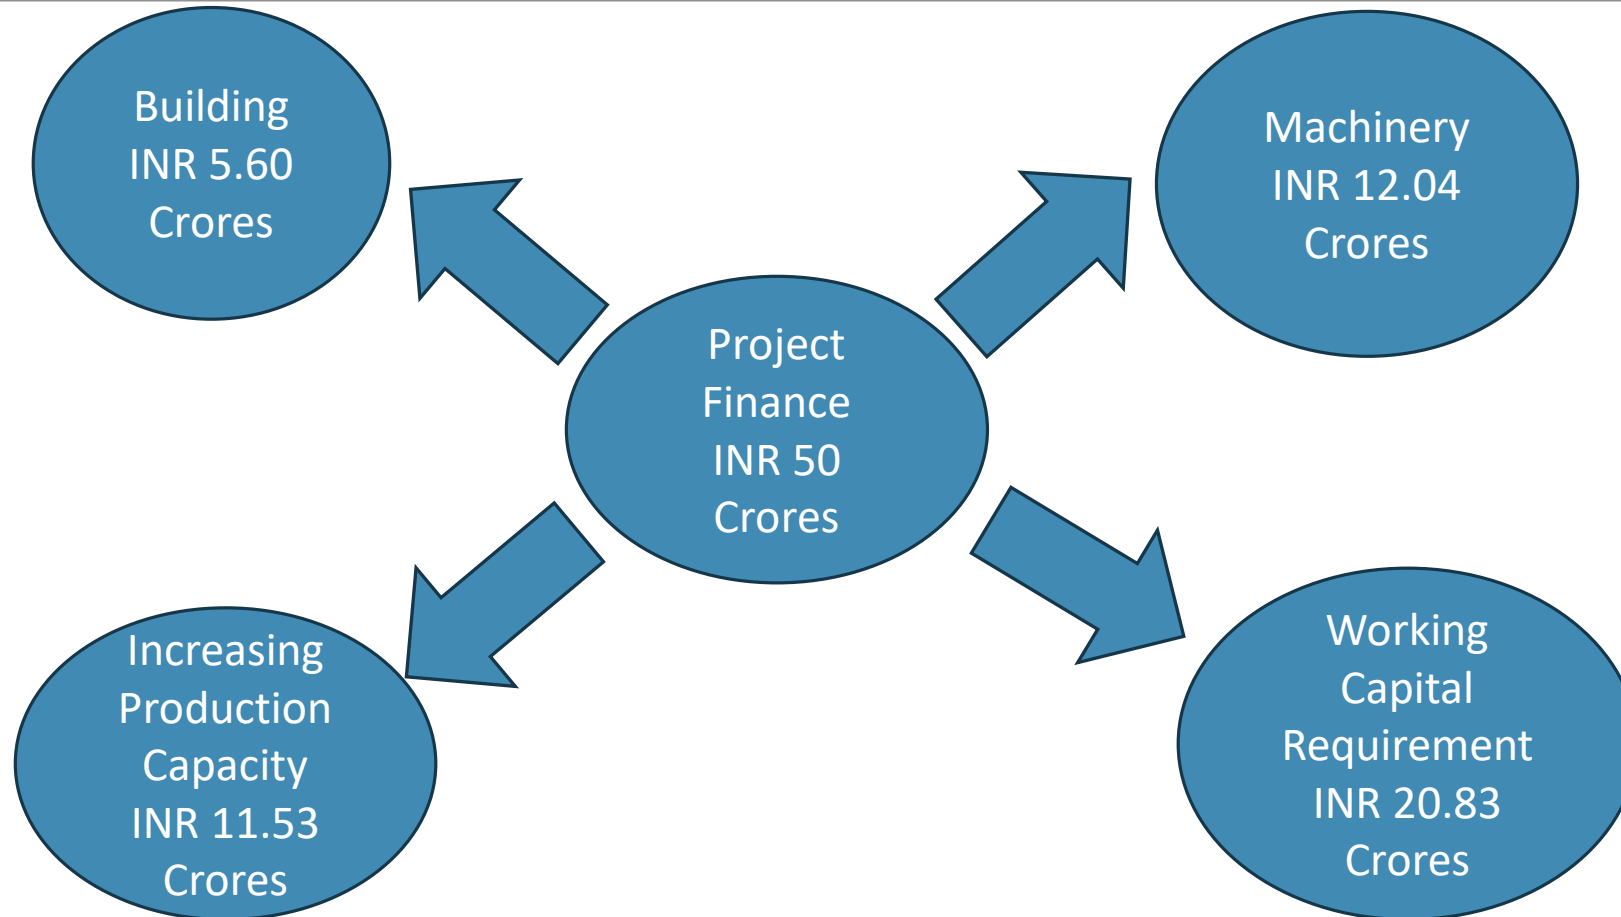 Building
INR 5.60
Crores
Machinery
INR 12.04
Crores
Project
Finance
INR 50
Crores
Increasing
Production
Capacity
INR 11.53
Crores
Working
Capital
Requirement
INR 20.83
Crores